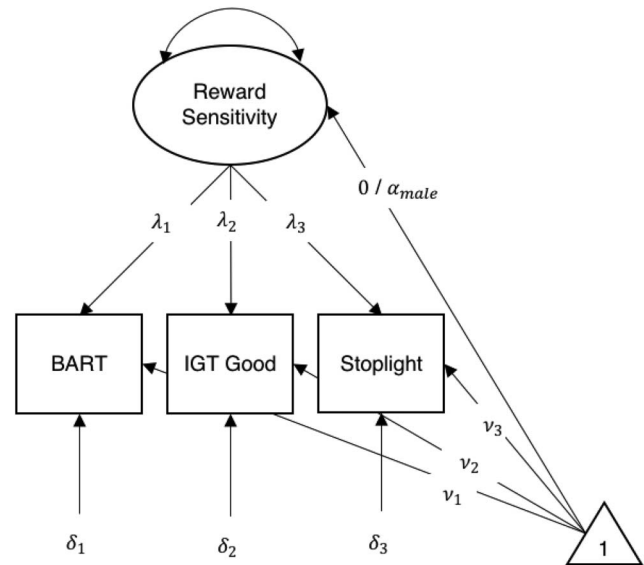 Reward
Sensitivity
0 / α_male
λ₁ λ₂ λ₃
BART IGT Good Stoplight
ν₃
ν₂
ν₁
δ₁ δ₂ δ₃ 1